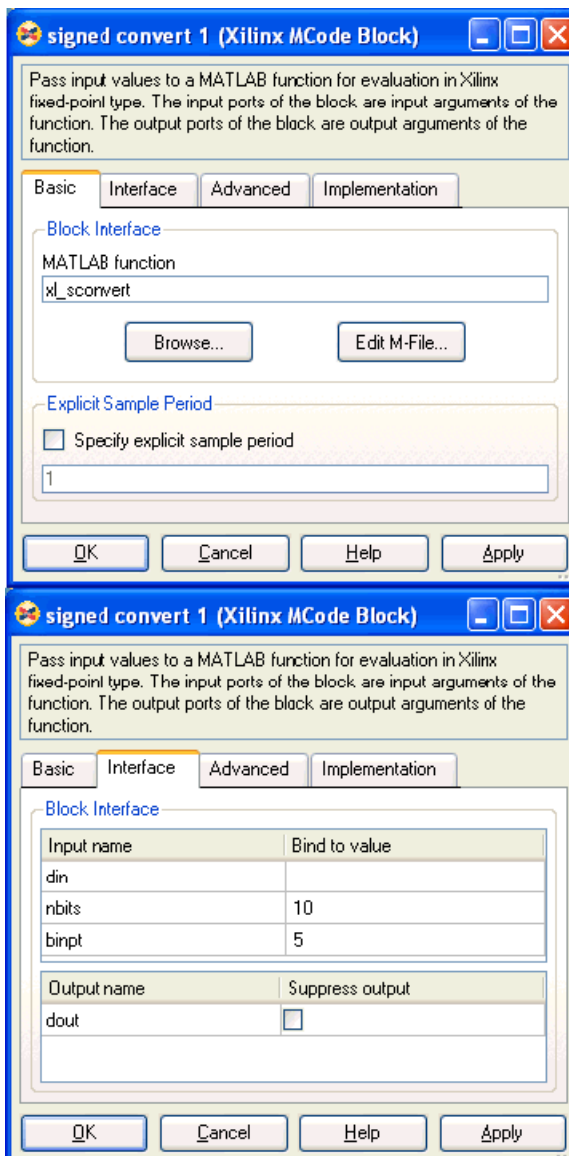 signed convert 1 (Xilinx MCode Block)
Pass input values to a MATLAB function for evaluation in Xilinx
fixed-point type. The input ports of the block are input arguments of the
function. The output ports of the block are output arguments of the
function.
Basic Interface Advanced Implementation
Block Interface
MATLAB function
xl_sconvert
Browse... Edit M-File...
Explicit Sample Period
Specify explicit sample period
1
OK Cancel Help Apply
signed convert 1 (Xilinx MCode Block)
Pass input values to a MATLAB function for evaluation in Xilinx
fixed-point type. The input ports of the block are input arguments of the
function. The output ports of the block are output arguments of the
function.
Basic Interface Advanced Implementation
Block Interface
Input name Bind to value
din
nbits 10
binpt 5
Output name Suppress output
dout
OK Cancel Help Apply